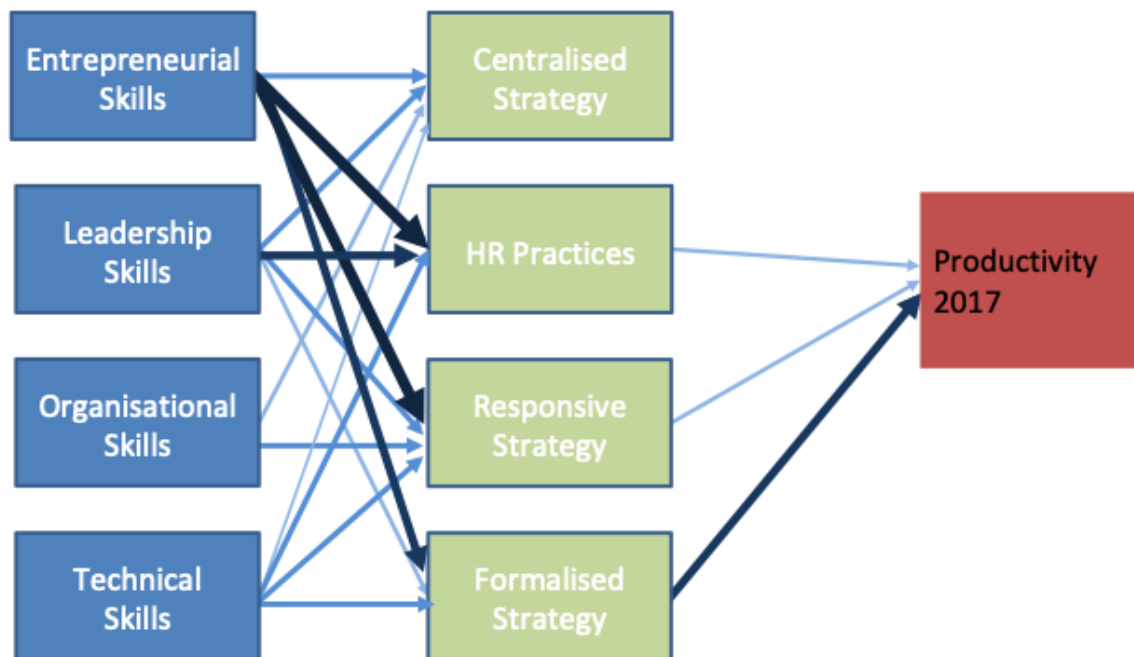 Entrepreneurial
Skills
Centralised
Strategy
Leadership
Skills
HR Practices
Productivity
2017
Organisational
Skills
Responsive
Strategy
Technical
Skills
Formalised
Strategy